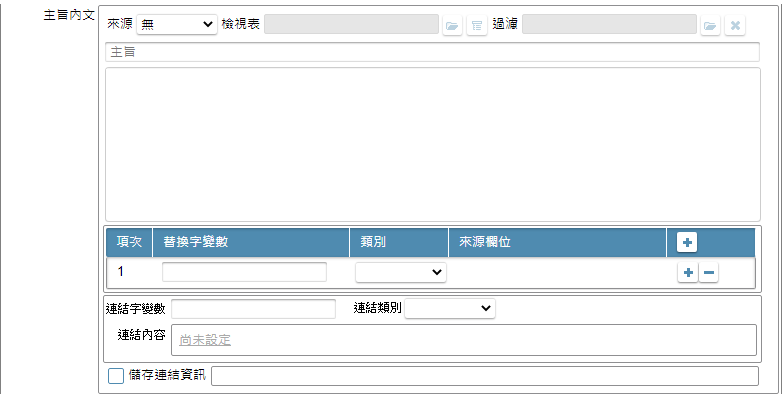 主旨內文
來源 無 檢視表 過濾
主旨
項次 替換字變數 類別 來源欄位
1
連結字變數 連結類別
連結內容 尚未設定
儲存連結資訊